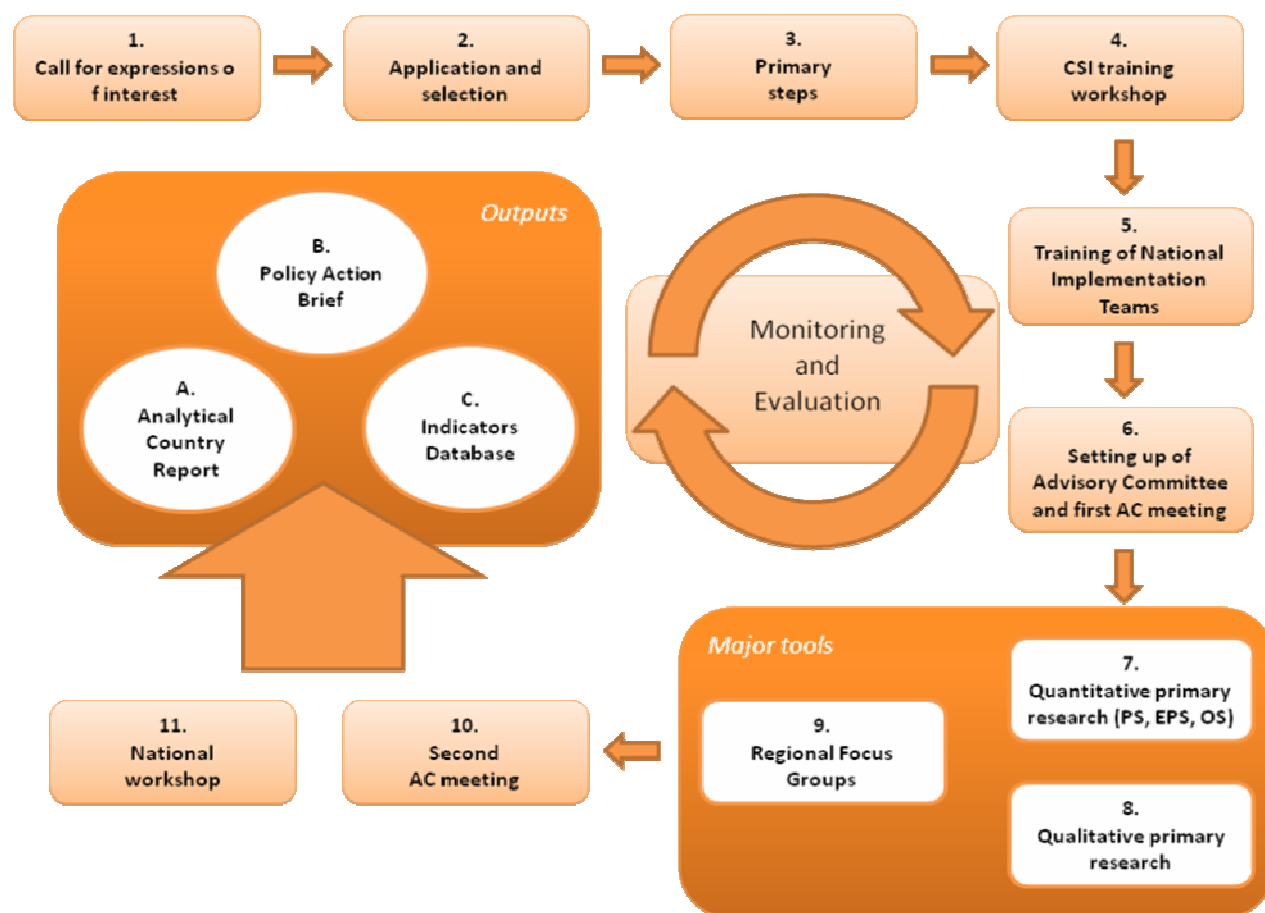 1.
Call for expressions o
f interest
2.
Application and
selection
3.
Primary
steps
4.
CSI training
workshop
5.
Training of National
Implementation
Teams
6.
Setting up of
Advisory Committee
and first AC meeting
Major tools
7.
Quantitative primary
research (PS, EPS, OS)
8.
Qualitative primary
research
9.
Regional Focus
Groups
10.
Second
AC meeting
11.
National
workshop
Outputs
A.
Analytical
Country
Report
B.
Policy Action
Brief
C.
Indicators
Database
Monitoring
and
Evaluation